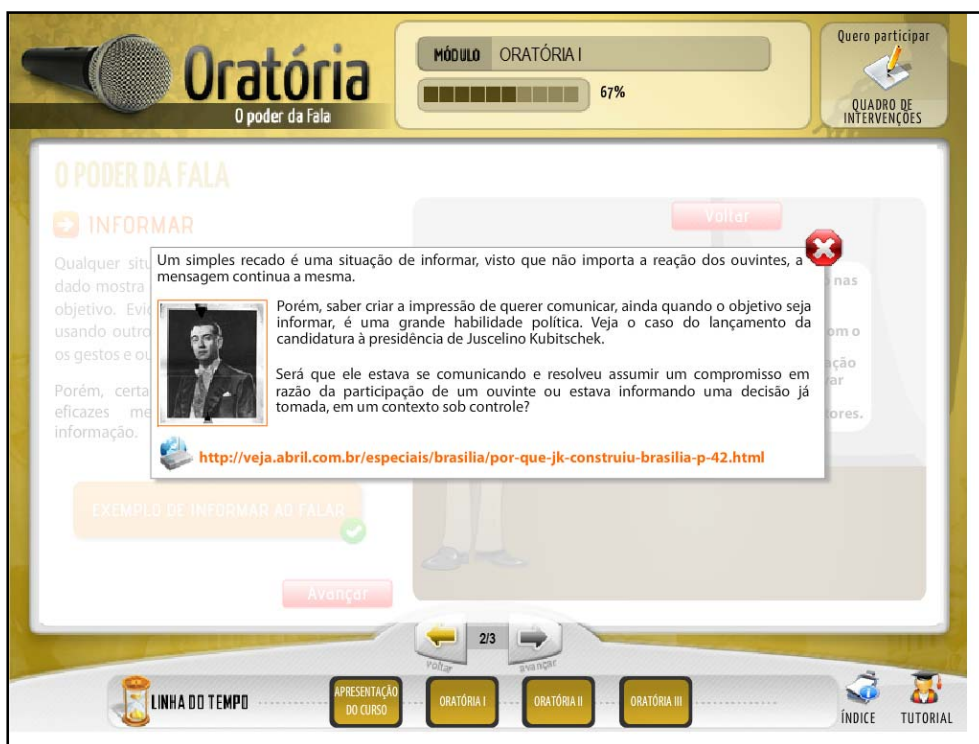 Oratória
O poder da Fala
MÓDULO ORATÓRIA I
67%
Quero participar
QUADRO DE
INTERVENÇÕES
O PODER DA FALA
INFORMAR
Qualquer situ
dado mostra
objetivo. Evid
usando outro
os gestos e ou
Porém, certa
eficazes me
informação.
EXEMPLO DE INFORMAR AO FALAR
Avançar
Voltar
nas
om o
ação
ar
tores.
Um simples recado é uma situação de informar, visto que não importa a reação dos ouvintes, a
mensagem continua a mesma.
Porém, saber criar a impressão de querer comunicar, ainda quando o objetivo seja
informar, é uma grande habilidade política. Veja o caso do lançamento da
candidatura à presidência de Juscelino Kubitschek.
Será que ele estava se comunicando e resolveu assumir um compromisso em
razão da participação de um ouvinte ou estava informando uma decisão já
tomada, em um contexto sob controle?
http://veja.abril.com.br/especiais/brasilia/por-que-jk-construiu-brasilia-p-42.html
2/3
voltar
avançar
LINHA DO TEMPO
APRESENTAÇÃO
DO CURSO
ORATÓRIA I
ORATÓRIA II
ORATÓRIA III
ÍNDICE
TUTORIAL